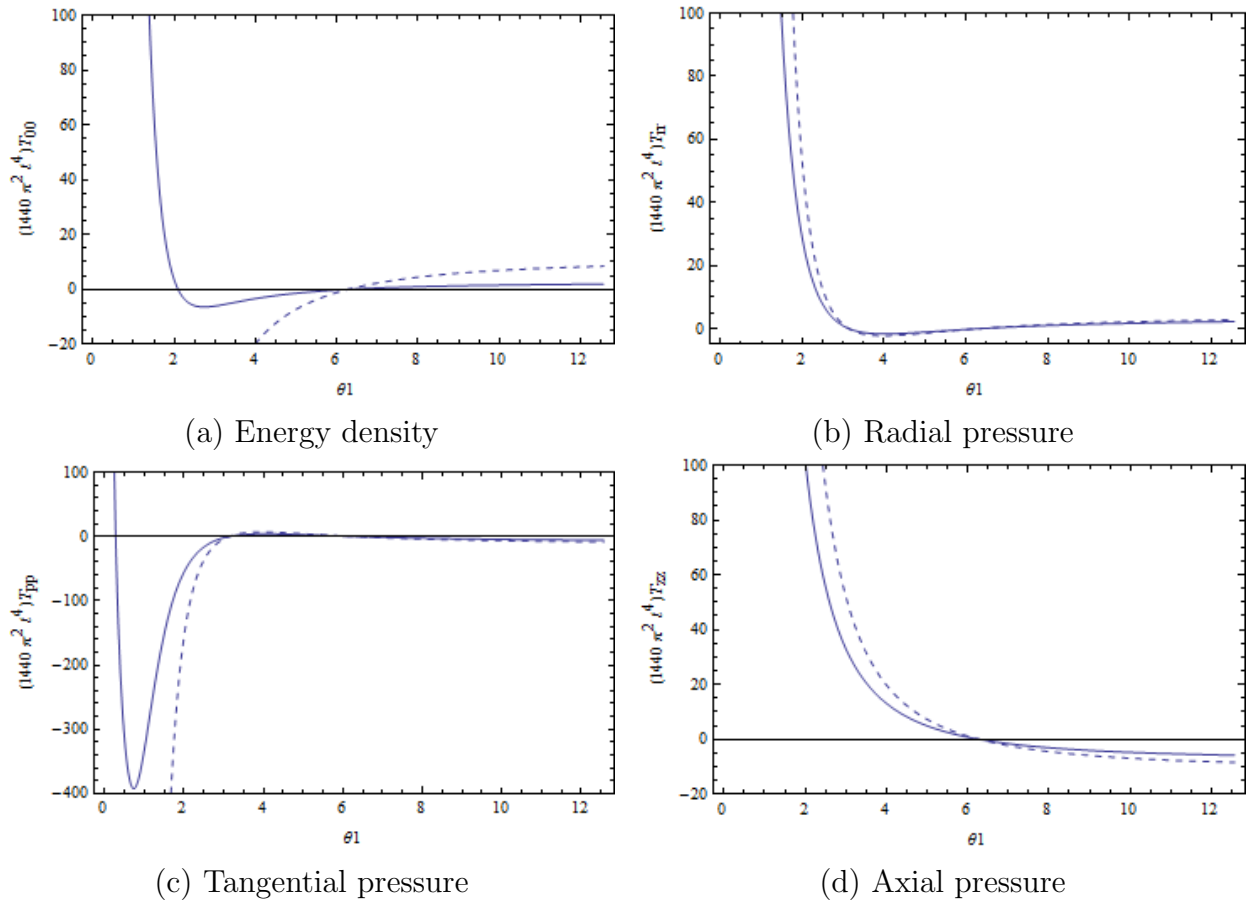 100
80
60
40
20
0
−20
(1440 π² t⁴)T00
0 2 4 6 8 10 12
θ1
(a) Energy density
100
80
60
40
20
0
(1440 π² t⁴)Trr
0 2 4 6 8 10 12
θ1
(b) Radial pressure
100
0
−100
−200
−300
−400
(1440 π² t⁴)Tpp
0 2 4 6 8 10 12
θ1
(c) Tangential pressure
100
80
60
40
20
0
−20
(1440 π² t⁴)Tzz
0 2 4 6 8 10 12
θ1
(d) Axial pressure